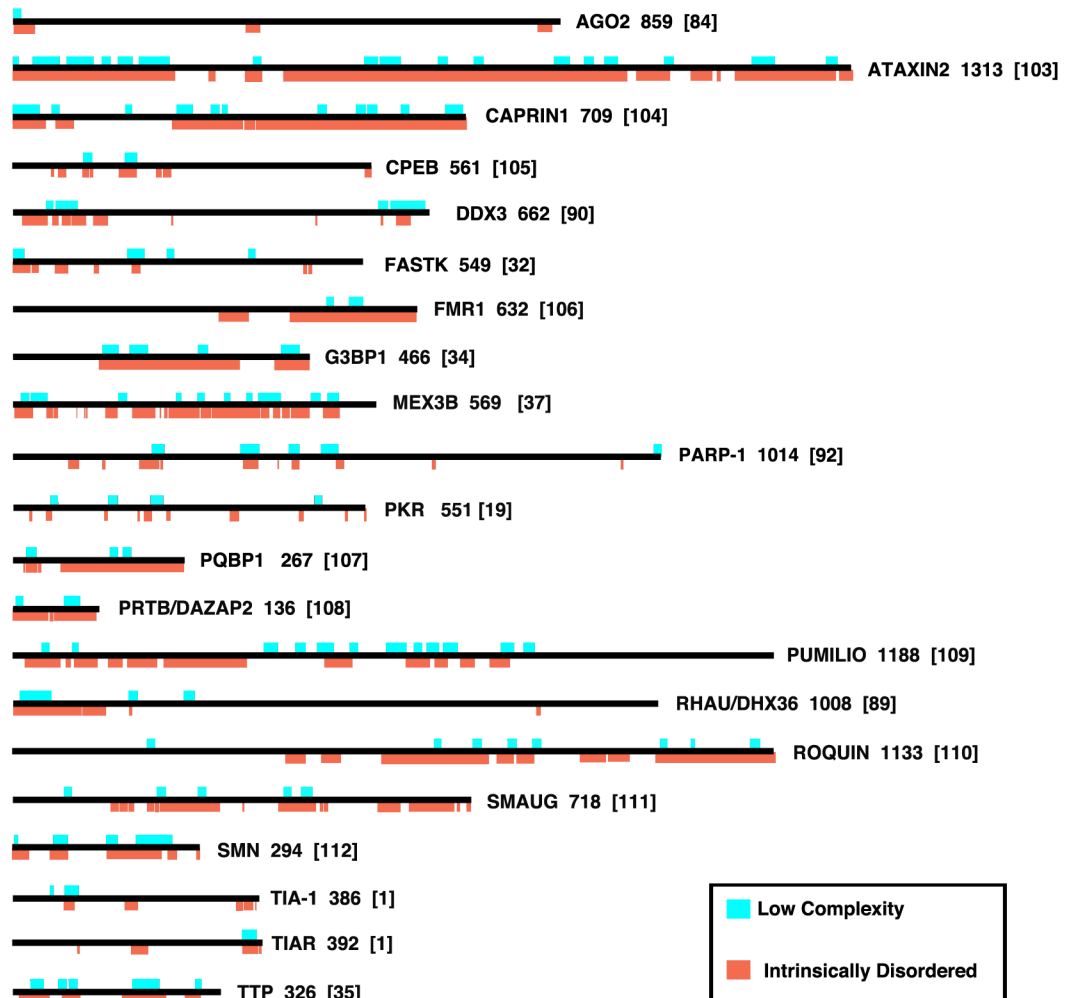 AGO2 859 [84]
ATAXIN2 1313 [103]
CAPRIN1 709 [104]
CPEB 561 [105]
DDX3 662 [90]
FASTK 549 [32]
FMR1 632 [106]
G3BP1 466 [34]
MEX3B 569 [37]
PARP-1 1014 [92]
PKR 551 [19]
PQBP1 267 [107]
PRTB/DAZAP2 136 [108]
PUMILIO 1188 [109]
RHAU/DHX36 1008 [89]
ROQUIN 1133 [110]
SMAUG 718 [111]
SMN 294 [112]
TIA-1 386 [1]
TIAR 392 [1]
TTP 326 [35]
Low Complexity
Intrinsically Disordered